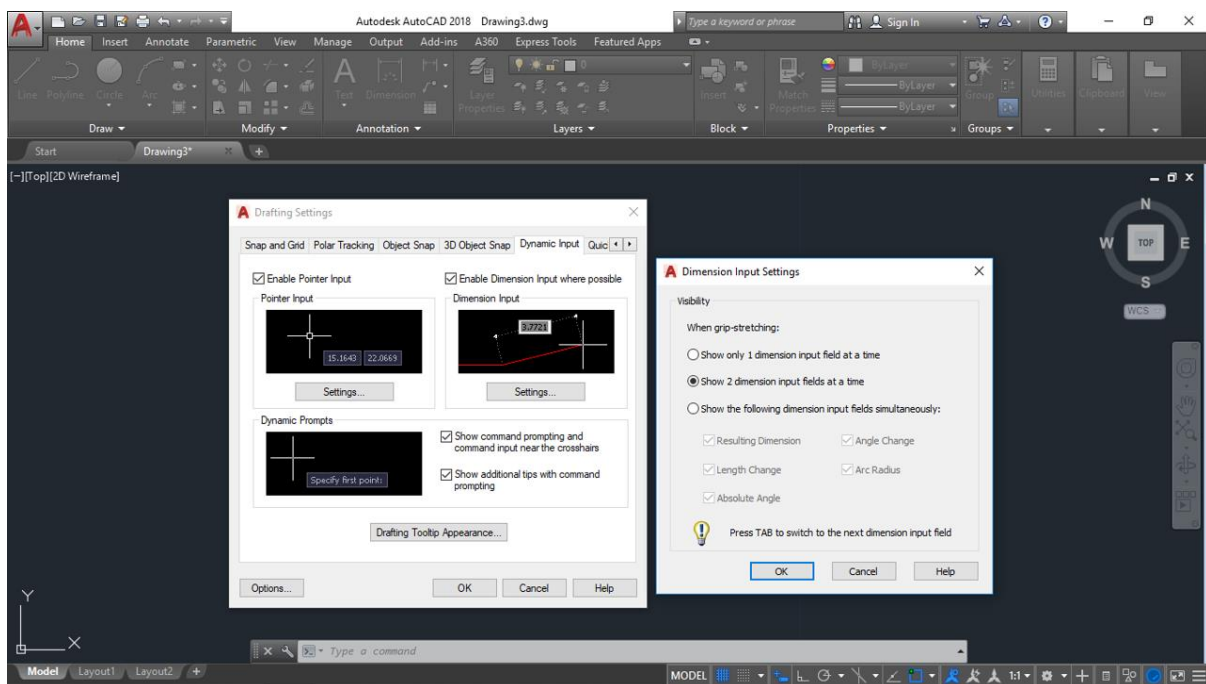 Autodesk AutoCAD 2018 Drawing3.dwg
Type a keyword or phrase
Sign In
Home Insert Annotate Parametric View Manage Output Add-ins A360 Express Tools Featured Apps
Line Polyline Circle Arc
Text Dimension
Layer Properties
0
Insert
Match Properties
ByLayer
ByLayer
ByLayer
Group
Utilities
Clipboard
View
Draw Modify Annotation Layers Block Properties Groups
Start Drawing3*
[−][Top][2D Wireframe]
N
W TOP E
S
WCS
Drafting Settings
Snap and Grid Polar Tracking Object Snap 3D Object Snap Dynamic Input Quic
Enable Pointer Input
Enable Dimension Input where possible
Pointer Input
15.1643 22.0669
Settings...
Dimension Input
3.7721
Settings...
Dynamic Prompts
Specify first point:
Show command prompting and
command input near the crosshairs
Show additional tips with command
prompting
Drafting Tooltip Appearance...
Options... OK Cancel Help
Dimension Input Settings
Visibility
When grip-stretching:
Show only 1 dimension input field at a time
Show 2 dimension input fields at a time
Show the following dimension input fields simultaneously:
Resulting Dimension Angle Change
Length Change Arc Radius
Absolute Angle
Press TAB to switch to the next dimension input field
OK Cancel Help
Y
X
Type a command
Model Layout1 Layout2 +
MODEL 1:1